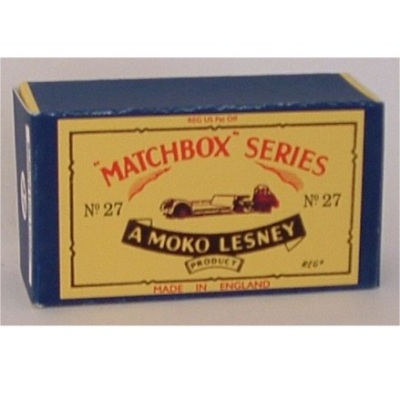 REG US Pat Off
"MATCHBOX" SERIES
Nº 27
Nº 27
A MOKO LESNEY
PRODUCT
REGD
MADE IN ENGLAND